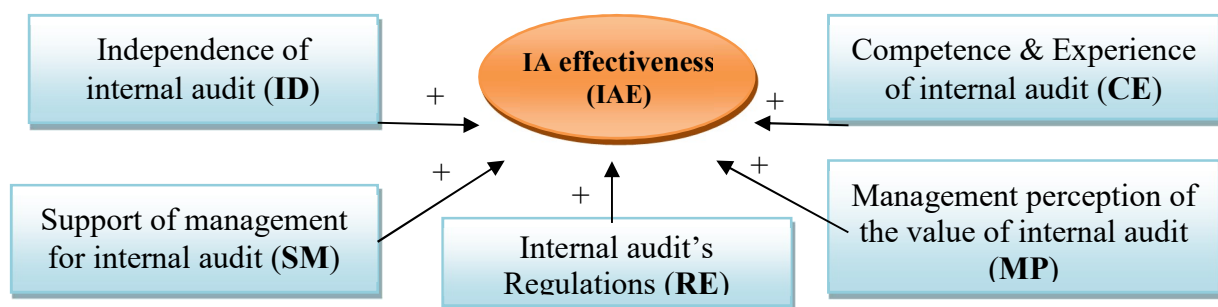 Independence of
internal audit (ID)
+
IA effectiveness
(IAE)
+
Competence & Experience
of internal audit (CE)
Support of management
for internal audit (SM)
+
+
Internal audit's
Regulations (RE)
+
Management perception of
the value of internal audit
(MP)